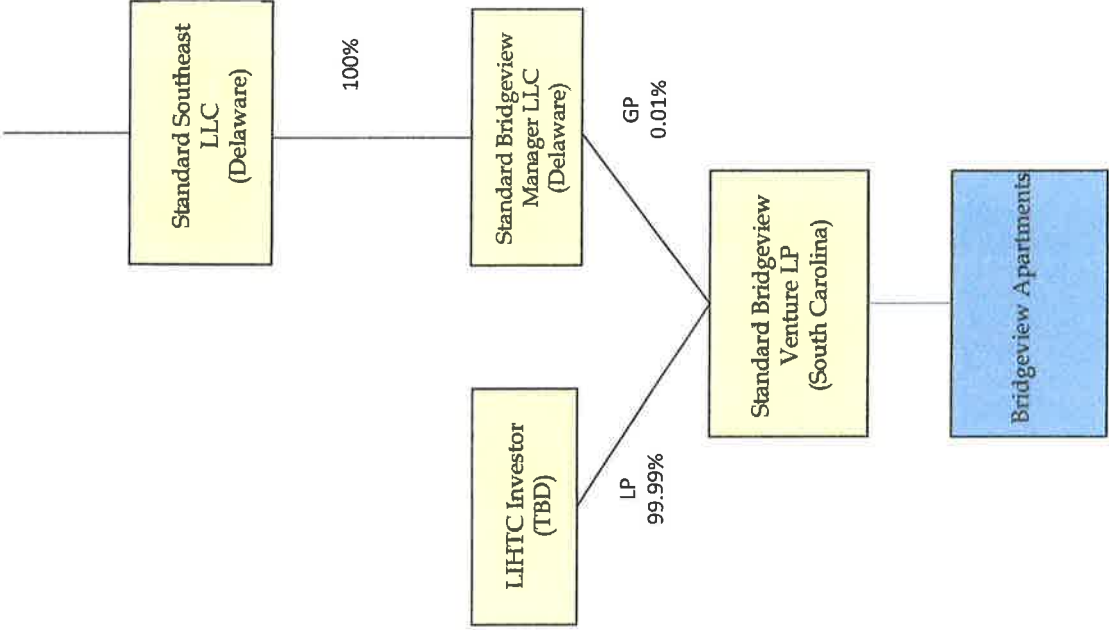 Standard Southeast
LLC
(Delaware)
100%
Standard Bridgeview
Manager LLC
(Delaware)
GP
0.01%
LIHTC Investor
(TBD)
LP
99.99%
Standard Bridgeview
Venture LP
(South Carolina)
Bridgeview Apartments